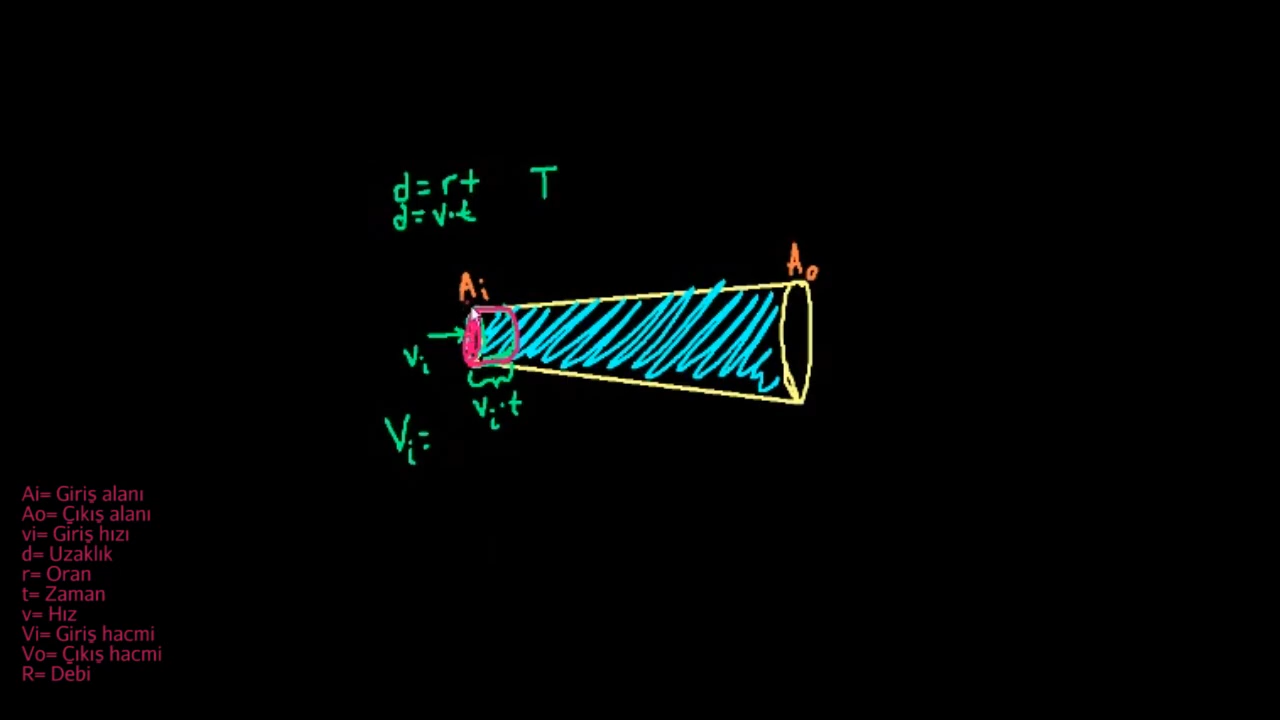 d = rt T
d = v·t
Ai
Ao
vi
vi·t
Vi =
Ai= Giriş alanı
Ao= Çıkış alanı
vi= Giriş hızı
d= Uzaklık
r= Oran
t= Zaman
v= Hız
Vi= Giriş hacmi
Vo= Çıkış hacmi
R= Debi